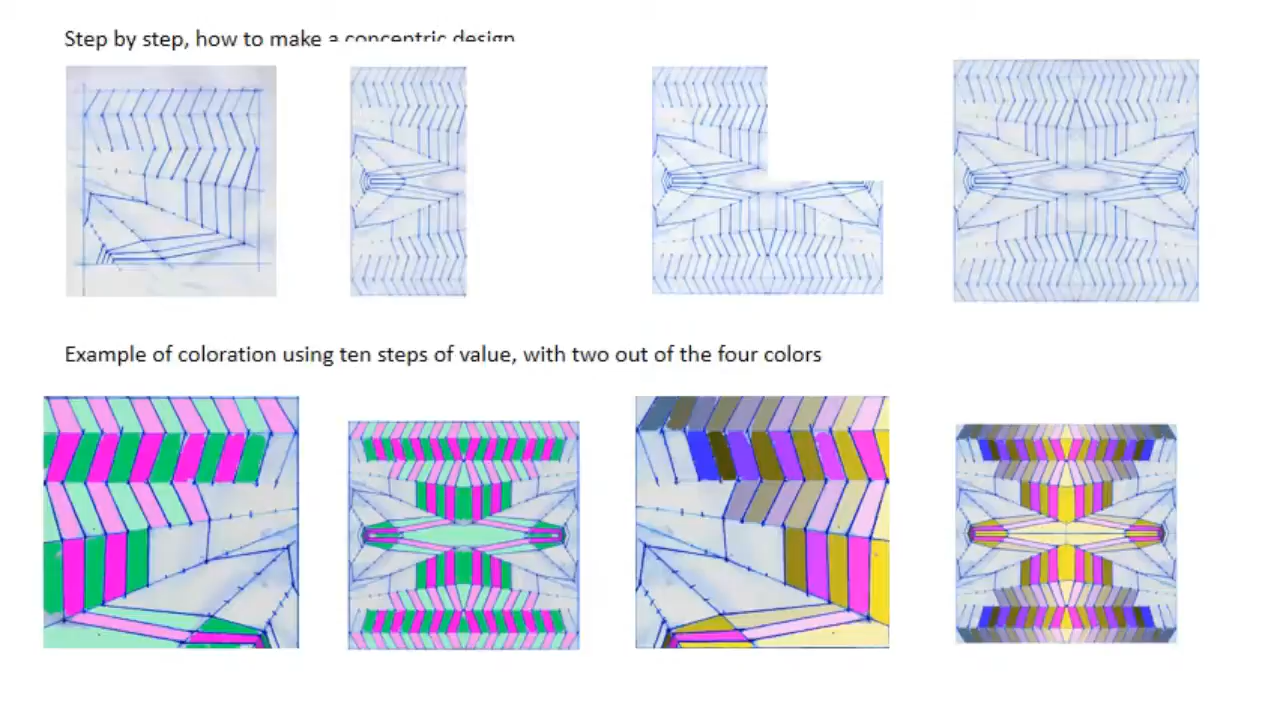 Step by step, how to make a concentric design
Example of coloration using ten steps of value, with two out of the four colors